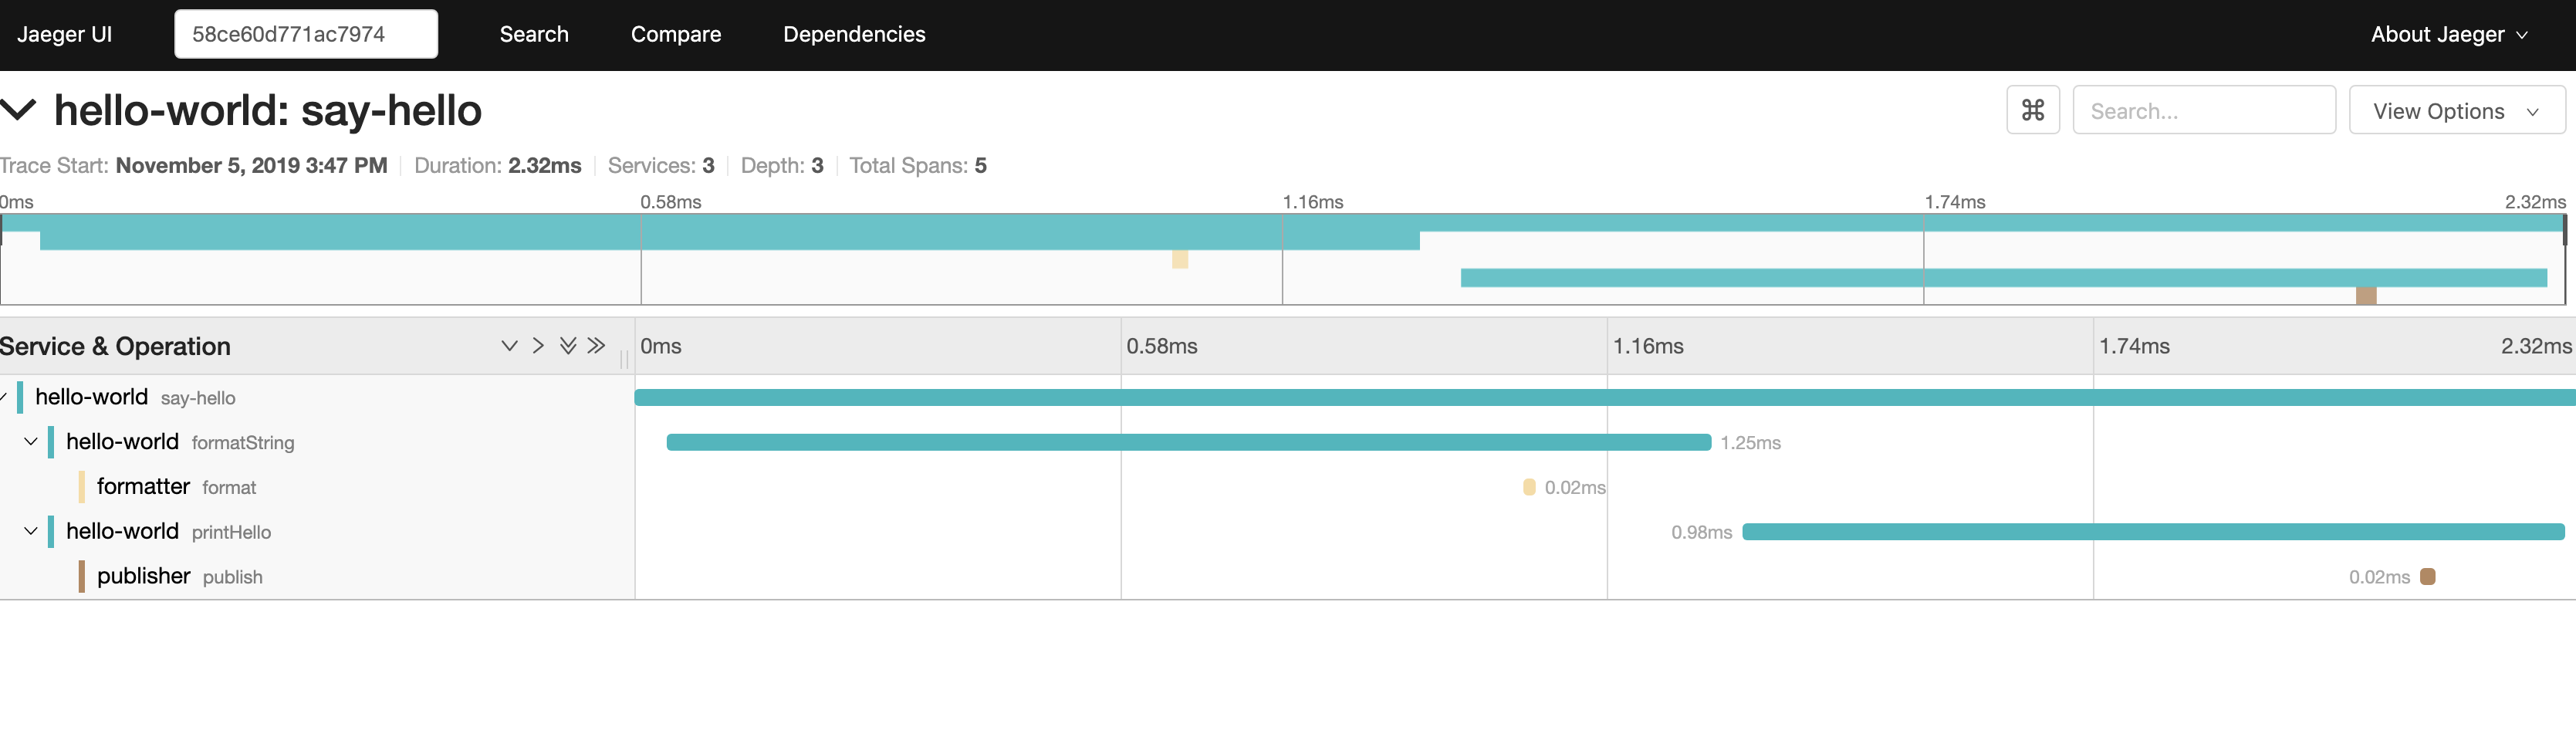 Jaeger UI 58ce60d771ac7974 Search Compare Dependencies About Jaeger
hello-world: say-hello ⌘ Search... View Options
Trace Start: November 5, 2019 3:47 PM Duration: 2.32ms Services: 3 Depth: 3 Total Spans: 5
0ms 0.58ms 1.16ms 1.74ms 2.32ms
Service & Operation 0ms 0.58ms 1.16ms 1.74ms 2.32ms
hello-world say-hello
hello-world formatString 1.25ms
formatter format 0.02ms
hello-world printHello 0.98ms
publisher publish 0.02ms